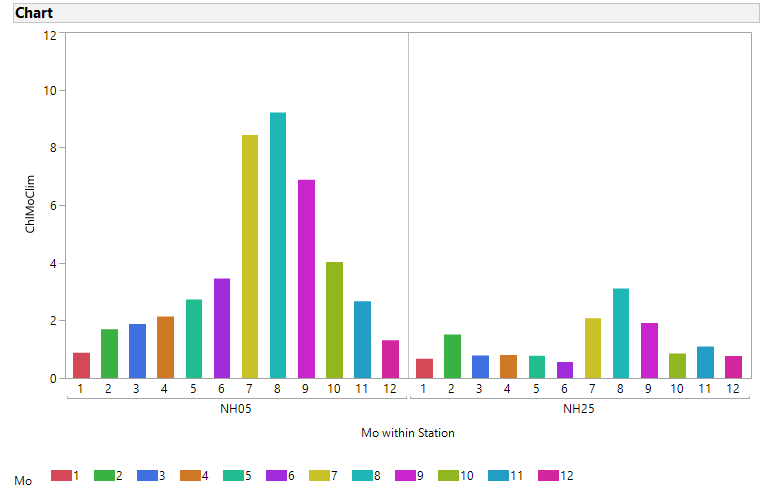 Chart
ChlMoClim
12
10
8
6
4
2
0
1 2 3 4 5 6 7 8 9 10 11 12 1 2 3 4 5 6 7 8 9 10 11 12
NH05 NH25
Mo within Station
Mo 1 2 3 4 5 6 7 8 9 10 11 12